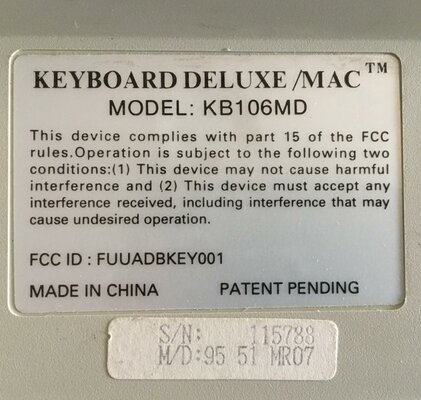 KEYBOARD DELUXE /MAC™
MODEL: KB106MD
This device complies with part 15 of the FCC
rules.Operation is subject to the following two
conditions:(1) This device may not cause harmful
interference and (2) This device must accept any
interference received, including interference that may
cause undesired operation.
FCC ID : FUUADBKEY001
MADE IN CHINA PATENT PENDING
S/N: 115788
M/D:95 51 MR07